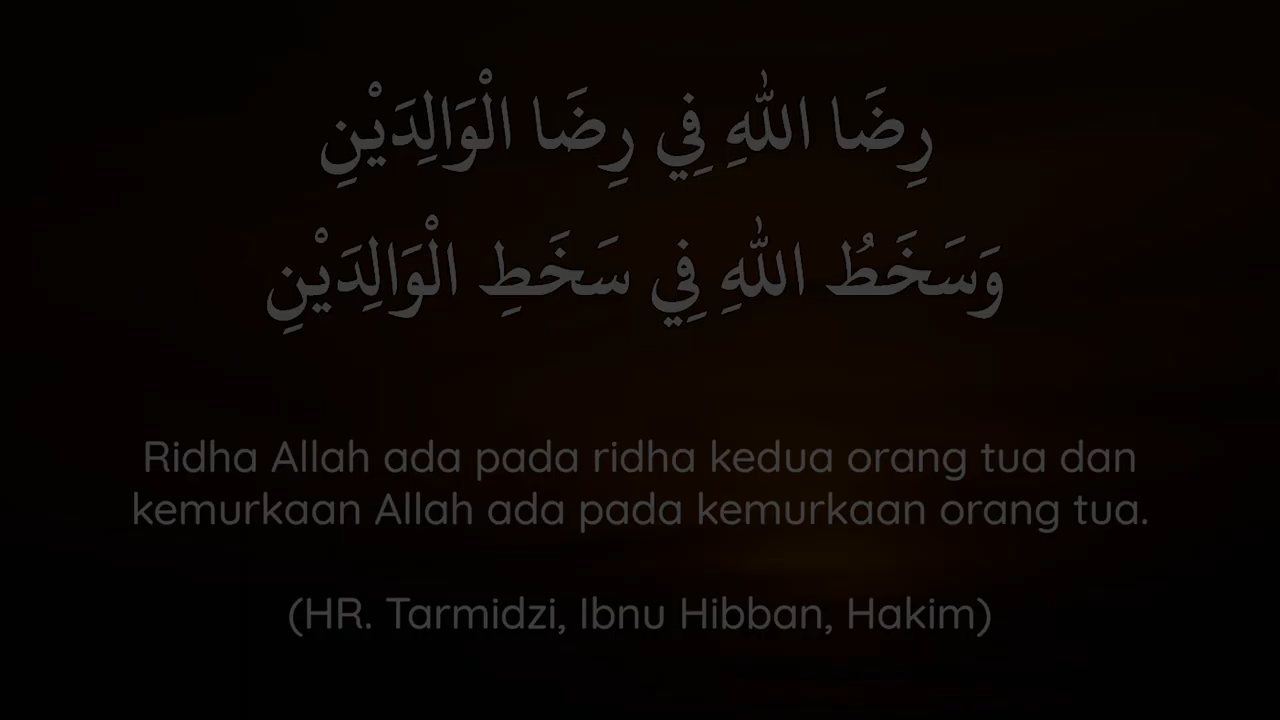 رِضَا اللهِ فِي رِضَا الْوَالِدَيْنِ
وَسَخَطُ اللهِ فِي سَخَطِ الْوَالِدَيْنِ
Ridha Allah ada pada ridha kedua orang tua dan
kemurkaan Allah ada pada kemurkaan orang tua.
(HR. Tarmidzi, Ibnu Hibban, Hakim)